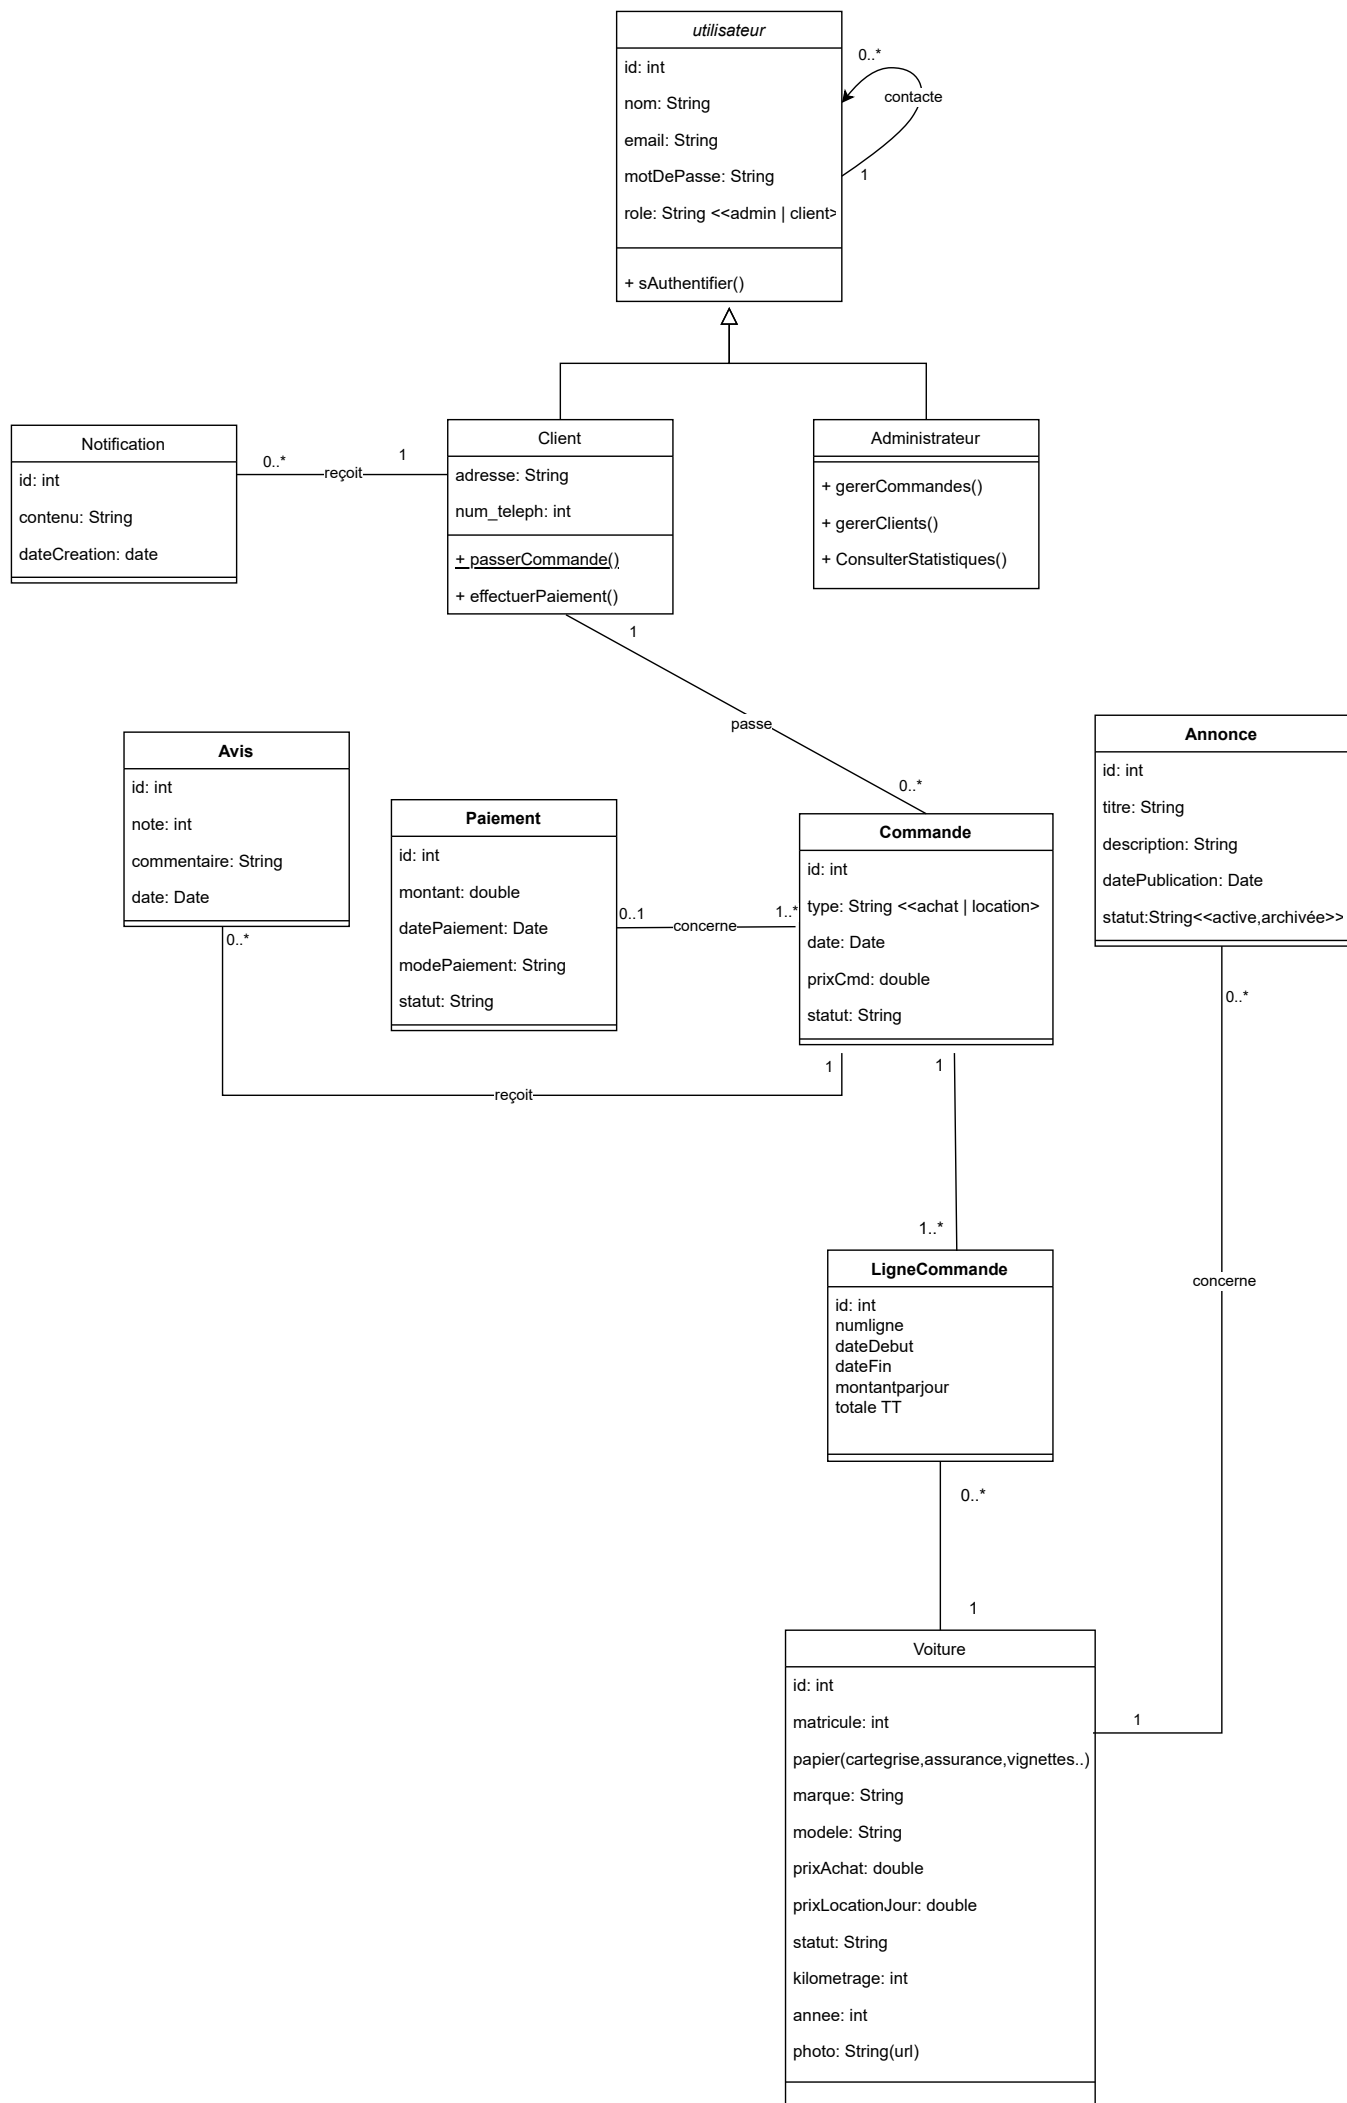 utilisateur
id: int
nom: String
email: String
motDePasse: String
role: String <<admin | client>
+ sAuthentifier()
0..*
contacte
1
Notification
id: int
contenu: String
dateCreation: date
0..*
reçoit
1
Client
adresse: String
num_teleph: int
+ passerCommande()
+ effectuerPaiement()
Administrateur
+ gererCommandes()
+ gererClients()
+ ConsulterStatistiques()
1
passe
0..*
Avis
id: int
note: int
commentaire: String
date: Date
0..*
Paiement
id: int
montant: double
datePaiement: Date
modePaiement: String
statut: String
0..1
concerne
1..*
Commande
id: int
type: String <<achat | location>
date: Date
prixCmd: double
statut: String
Annonce
id: int
titre: String
description: String
datePublication: Date
statut:String<<active,archivée>>
0..*
1
reçoit
1
1..*
LigneCommande
id: int
numligne
dateDebut
dateFin
montantparjour
totale TT
concerne
0..*
1
Voiture
id: int
matricule: int
papier(cartegrise,assurance,vignettes..)
marque: String
modele: String
prixAchat: double
prixLocationJour: double
statut: String
kilometrage: int
annee: int
photo: String(url)
1